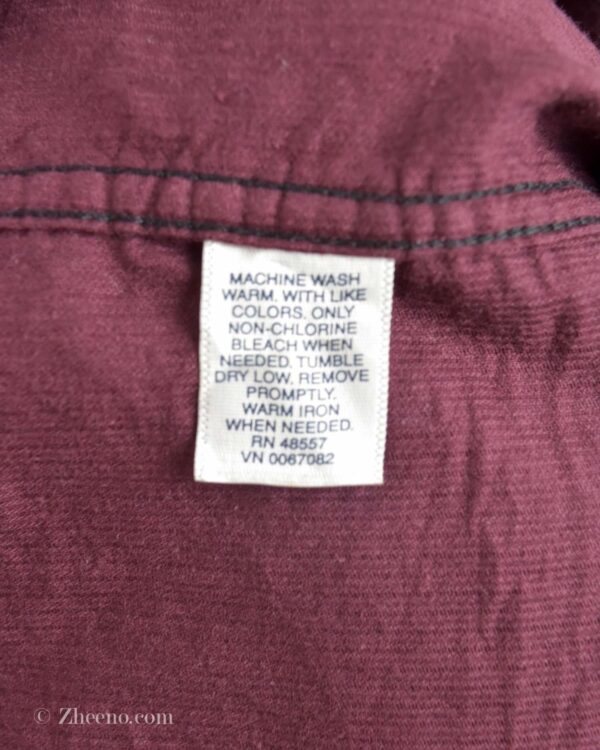 MACHINE WASH
WARM, WITH LIKE
COLORS. ONLY
NON-CHLORINE
BLEACH WHEN
NEEDED. TUMBLE
DRY LOW. REMOVE
PROMPTLY.
WARM IRON
WHEN NEEDED.
RN 48557
VN 0067082
© Zheeno.com